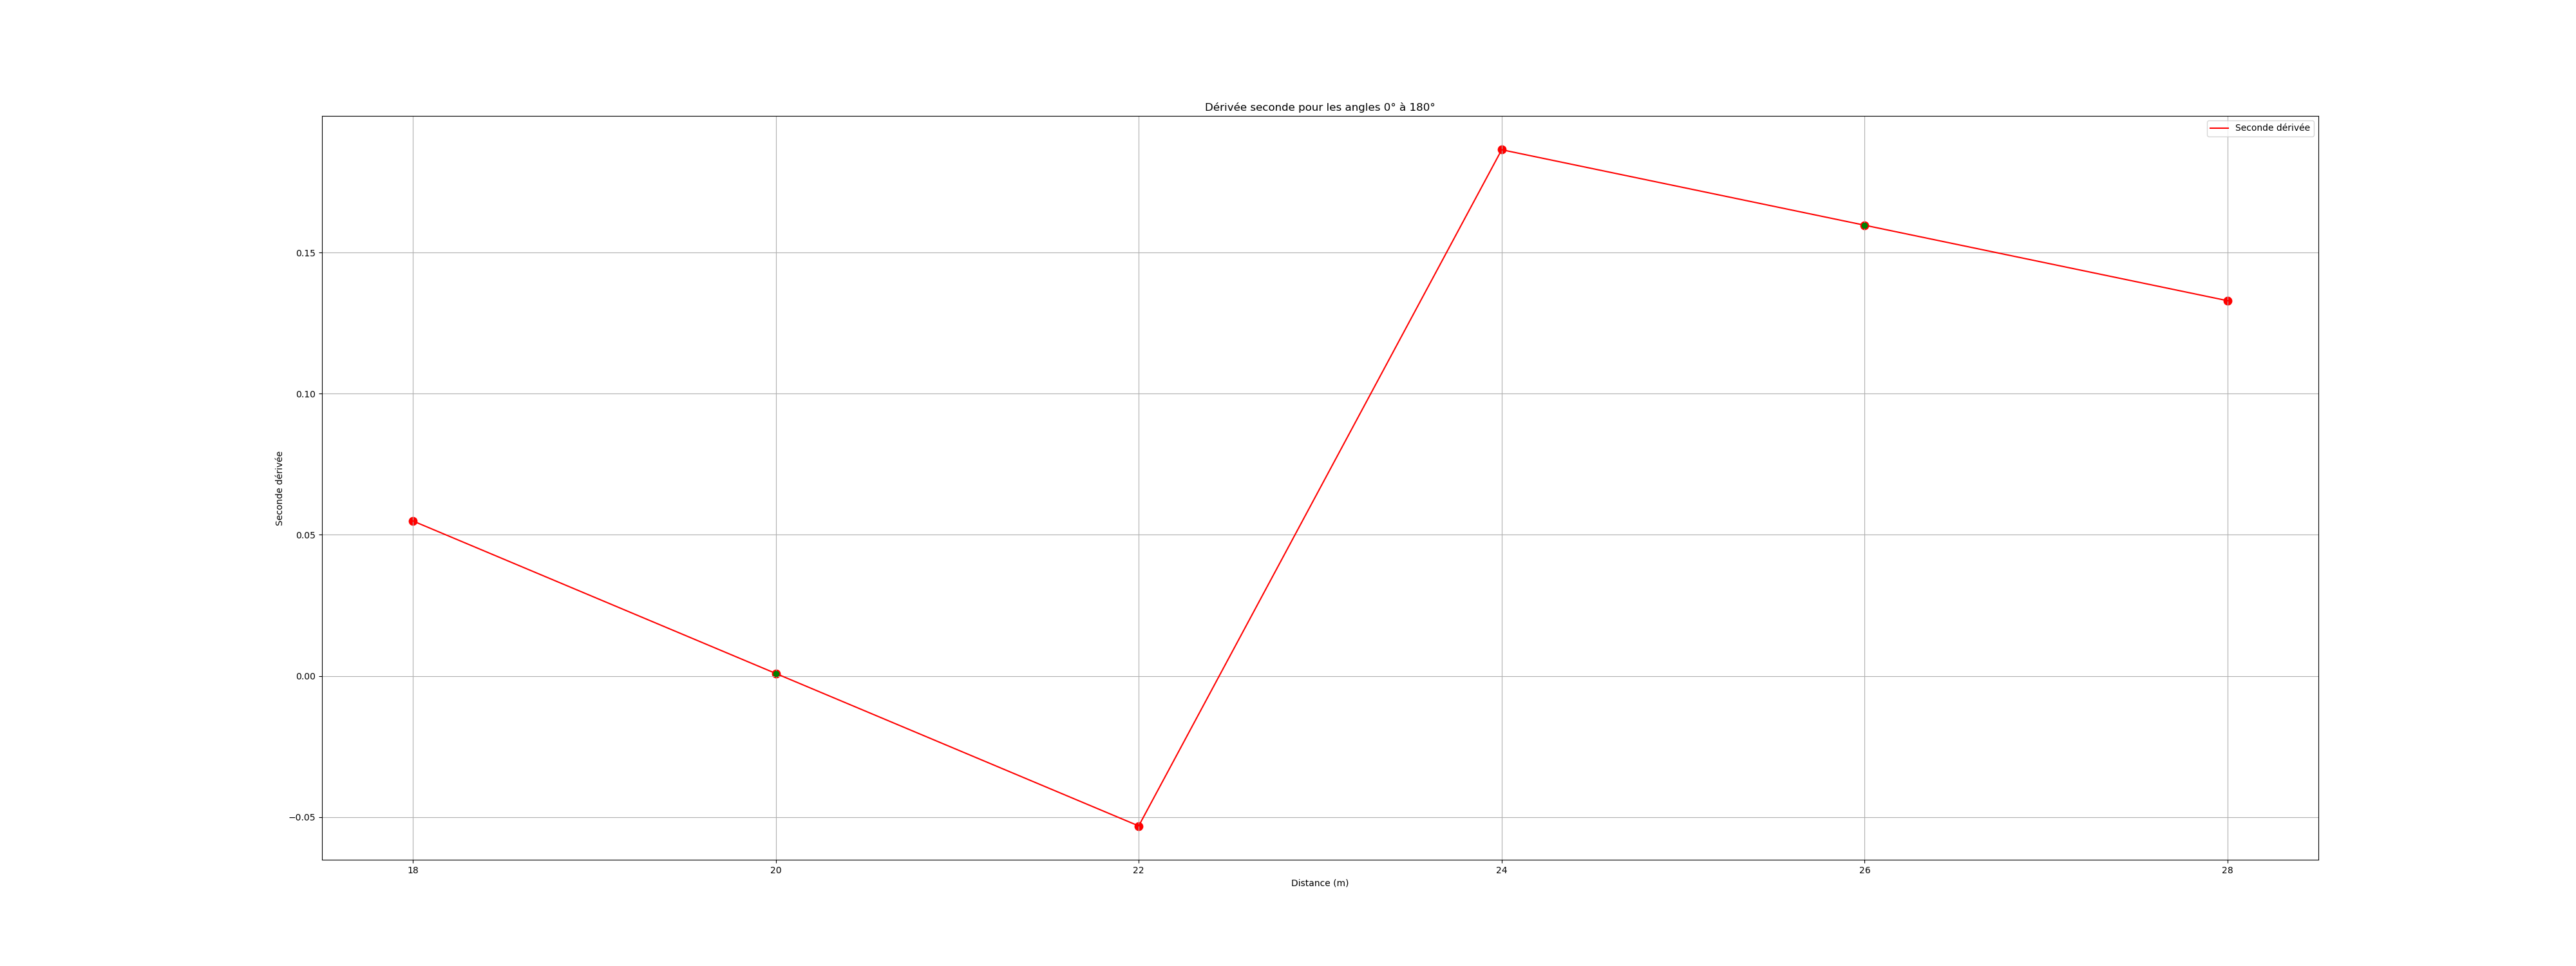 Dérivée seconde pour les angles 0° à 180°
Seconde dérivée
0.15
0.10
0.05
0.00
−0.05
Seconde dérivée
18 20 22 24 26 28
Distance (m)